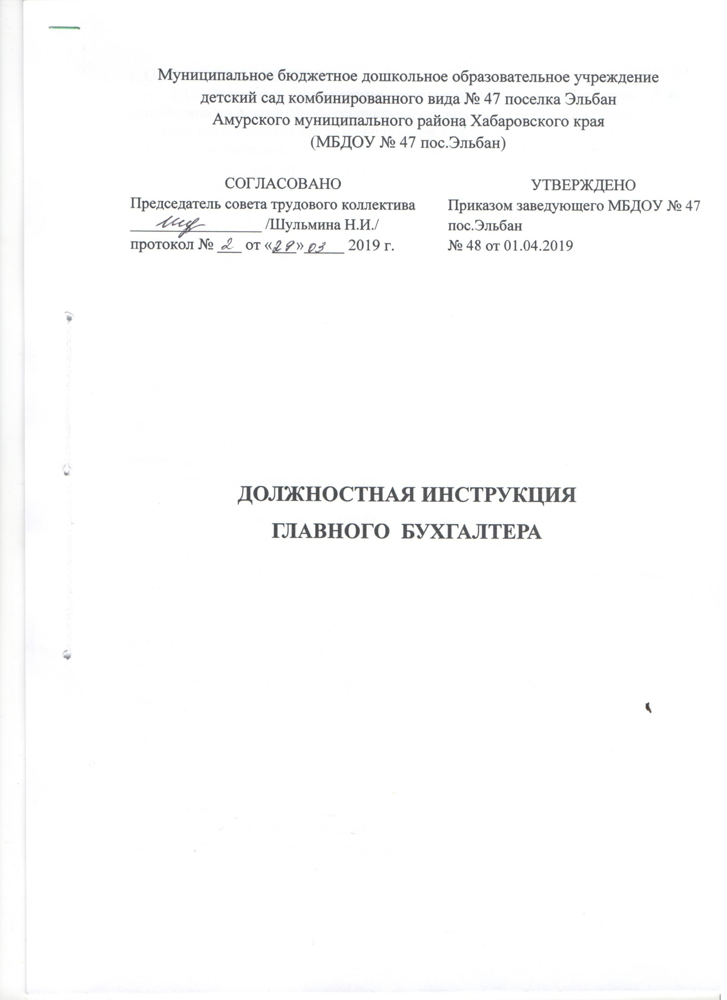 Муниципальное бюджетное дошкольное образовательное учреждение
детский сад комбинированного вида № 47 поселка Эльбан
Амурского муниципального района Хабаровского края
(МБДОУ № 47 пос.Эльбан)
СОГЛАСОВАНО
Председатель совета трудового коллектива
/Шульмина Н.И./
протокол № 2 от «29» 03 2019 г.
УТВЕРЖДЕНО
Приказом заведующего МБДОУ № 47
пос.Эльбан
№ 48 от 01.04.2019
ДОЛЖНОСТНАЯ ИНСТРУКЦИЯ
ГЛАВНОГО БУХГАЛТЕРА